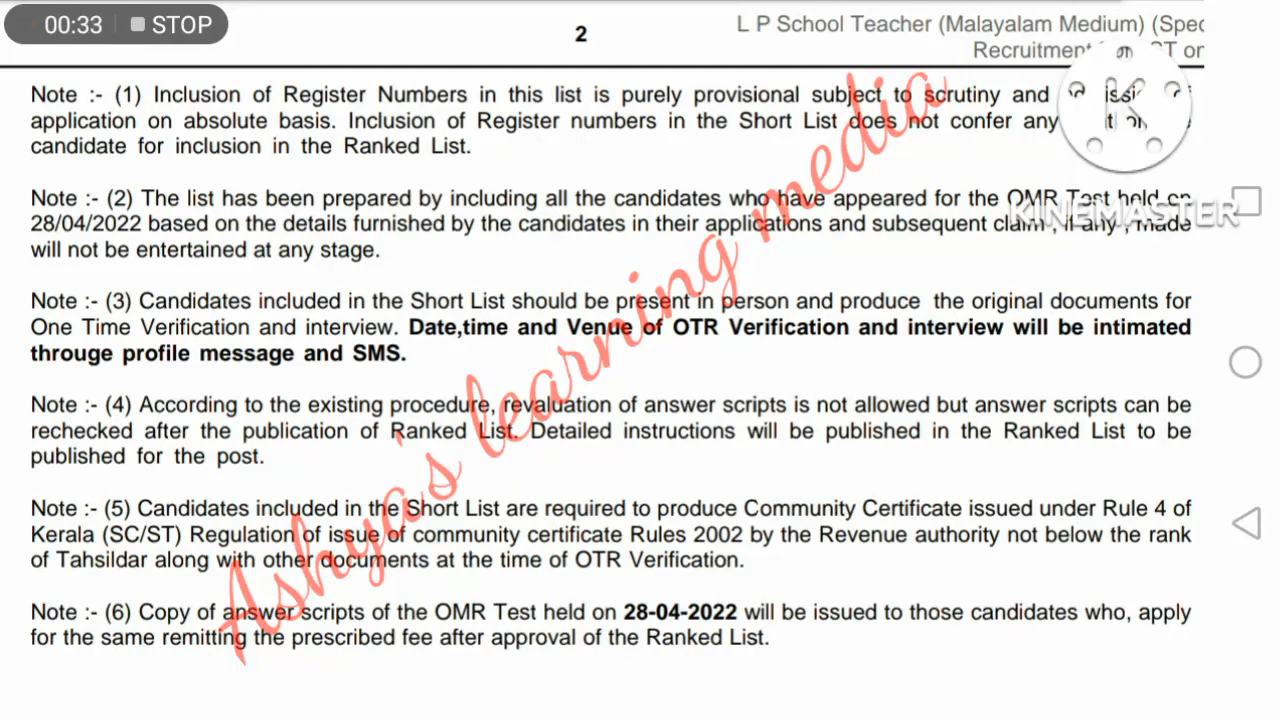 00:33 STOP
2
L P School Teacher (Malayalam Medium) (Spec
Recruitment ST on
Note :- (1) Inclusion of Register Numbers in this list is purely provisional subject to scrutiny and
application on absolute basis. Inclusion of Register numbers in the Short List does not confer any
candidate for inclusion in the Ranked List.
Note :- (2) The list has been prepared by including all the candidates who have appeared for the OMR Test held on
28/04/2022 based on the details furnished by the candidates in their applications and subsequent claim , if any , made
will not be entertained at any stage.
KINEMASTER
Note :- (3) Candidates included in the Short List should be present in person and produce the original documents for
One Time Verification and interview. Date,time and Venue of OTR Verification and interview will be intimated
througe profile message and SMS.
Note :- (4) According to the existing procedure, revaluation of answer scripts is not allowed but answer scripts can be
rechecked after the publication of Ranked List. Detailed instructions will be published in the Ranked List to be
published for the post.
Note :- (5) Candidates included in the Short List are required to produce Community Certificate issued under Rule 4 of
Kerala (SC/ST) Regulation of issue of community certificate Rules 2002 by the Revenue authority not below the rank
of Tahsildar along with other documents at the time of OTR Verification.
Note :- (6) Copy of answer scripts of the OMR Test held on 28-04-2022 will be issued to those candidates who, apply
for the same remitting the prescribed fee after approval of the Ranked List.
Ashya's learning media